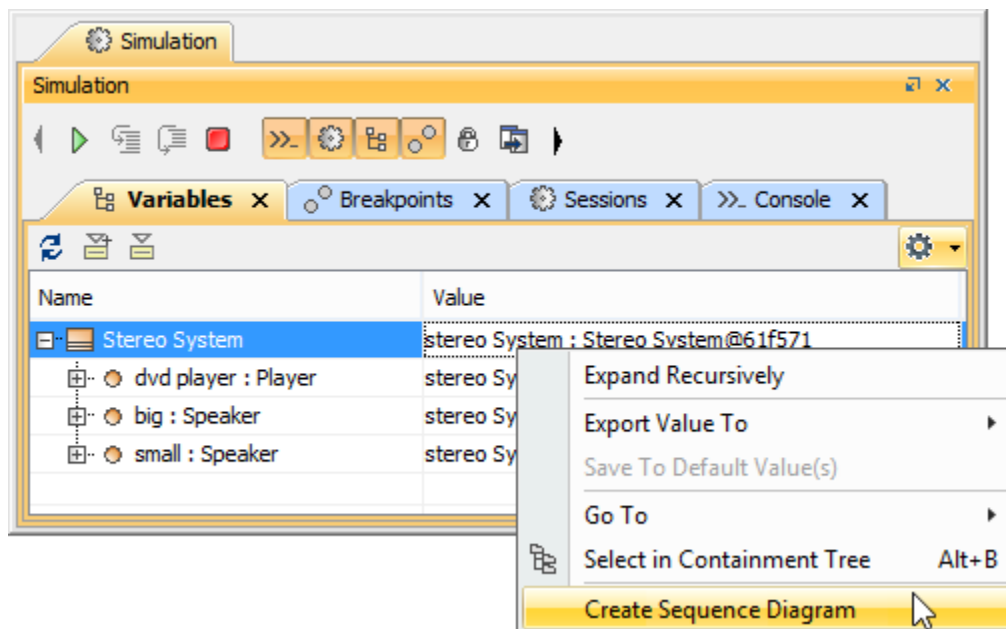 Simulation
Simulation
Variables Breakpoints Sessions Console
Name Value
Stereo System stereo System : Stereo System@61f571
dvd player : Player stereo Sy
big : Speaker stereo Sy
small : Speaker stereo Sy
Expand Recursively
Export Value To
Save To Default Value(s)
Go To
Select in Containment Tree Alt+B
Create Sequence Diagram